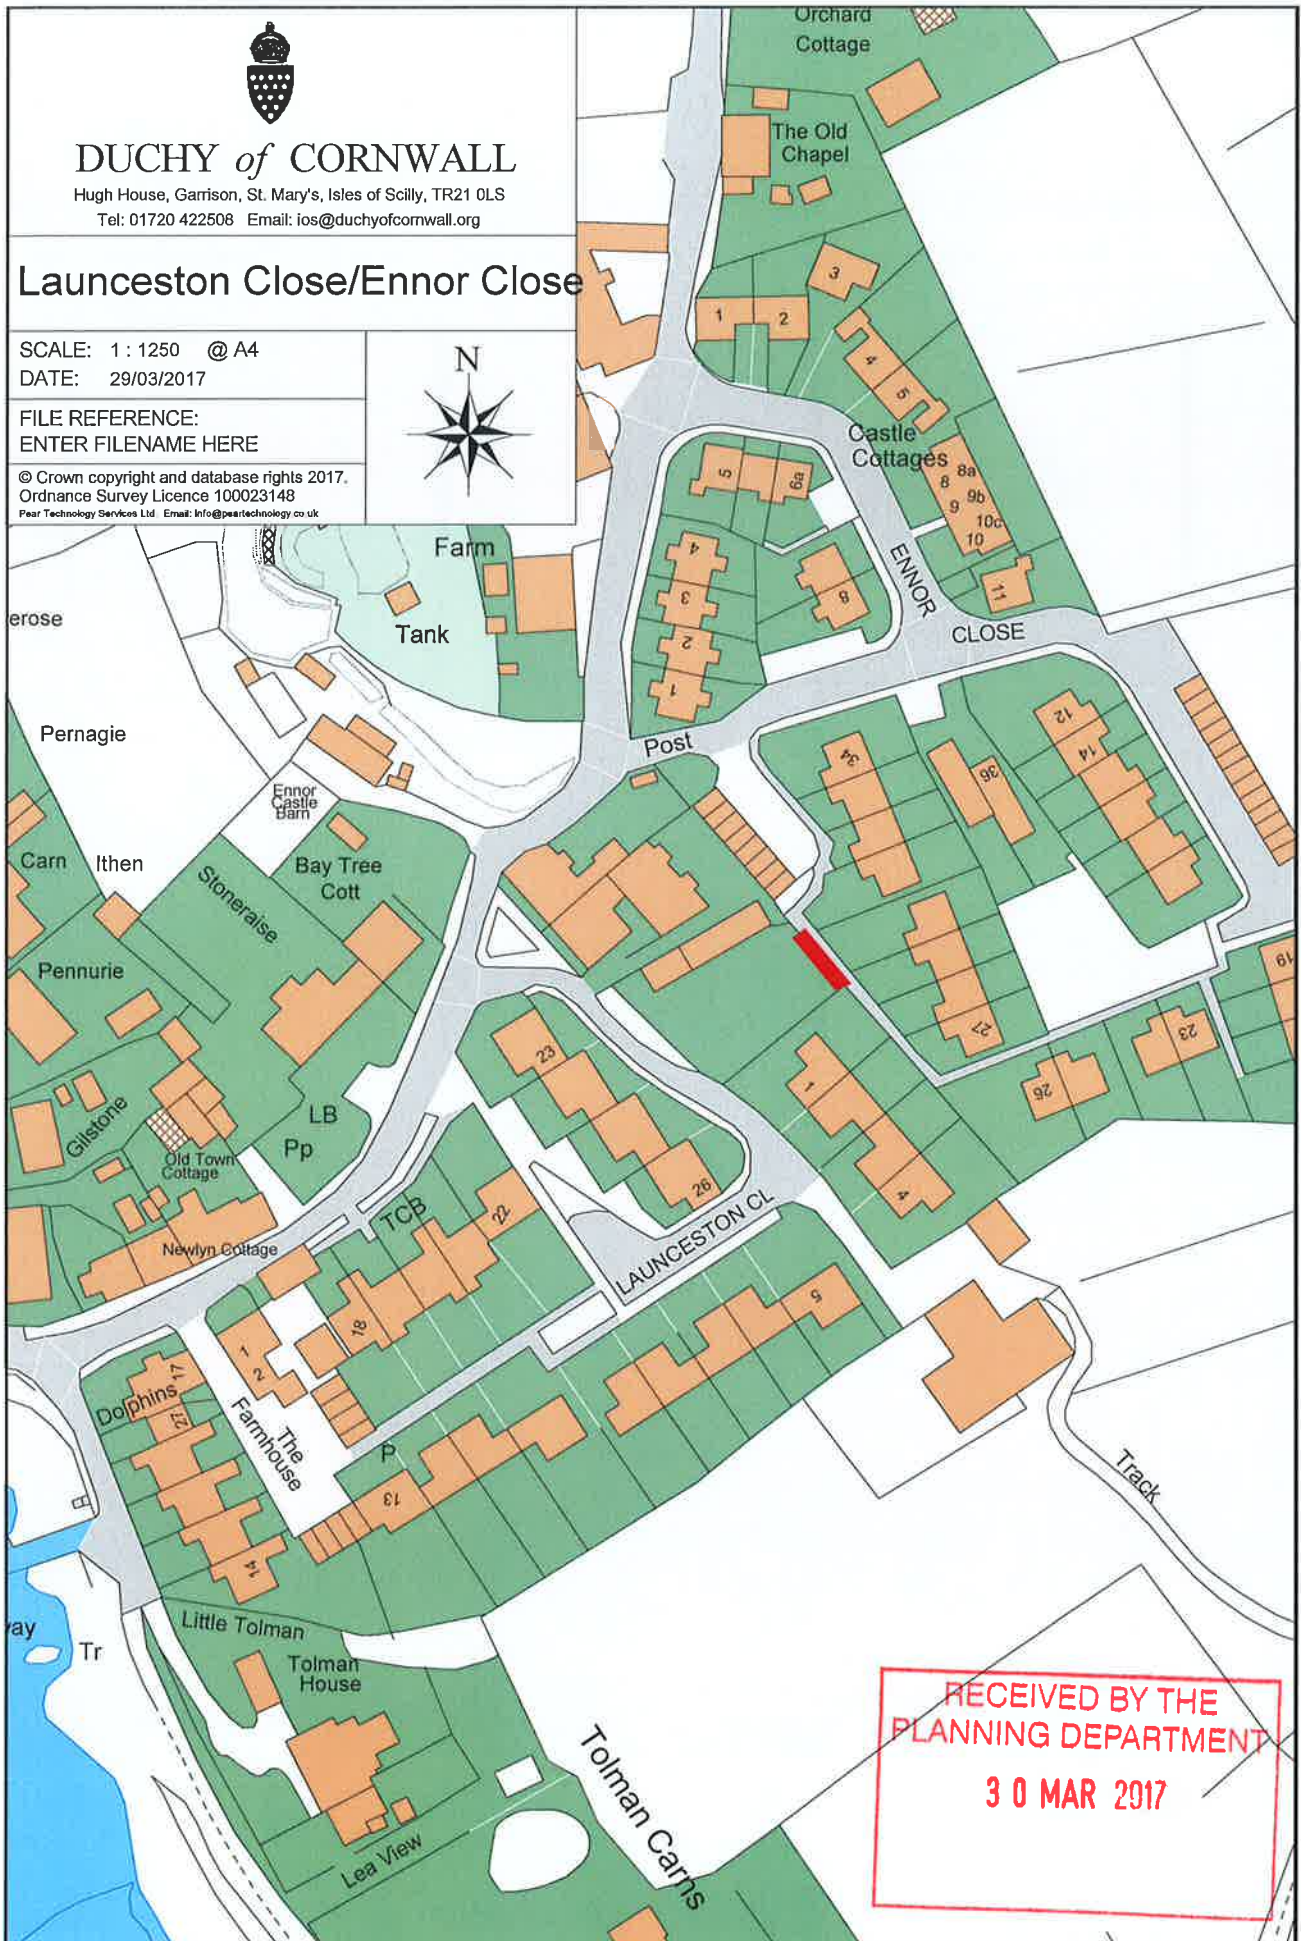 DUCHY of CORNWALL
Hugh House, Garrison, St. Mary's, Isles of Scilly, TR21 0LS
Tel: 01720 422508 Email: ios@duchyofcornwall.org
Launceston Close/Ennor Close
SCALE: 1 : 1250 @ A4
DATE: 29/03/2017
FILE REFERENCE:
ENTER FILENAME HERE
© Crown copyright and database rights 2017.
Ordnance Survey Licence 100023148
Pear Technology Services Ltd. Email: info@peartechnology.co.uk
N
Orchard
Cottage
The Old
Chapel
3
1
2
4
5
Castle
Cottages
8a
8
9b
9
10c
10
11
5
6a
4
3
2
1
8
ENNOR
CLOSE
Farm
Tank
erose
Pernagie
Post
Ennor
Castle
Barn
Carn
Ithen
Stoneraise
Bay Tree
Cott
Pennurie
34
36
12
14
19
27
23
26
23
1
4
26
LAUNCESTON CL
Gilstone
LB
Pp
Old Town
Cottage
TCB
22
Newlyn Cottage
18
1
2
5
Dolphins
17
27
The
Farmhouse
P
13
14
Track
Little Tolman
Tolman
House
ay
Tr
Tolman Carns
Lea View
RECEIVED BY THE
PLANNING DEPARTMENT
30 MAR 2017